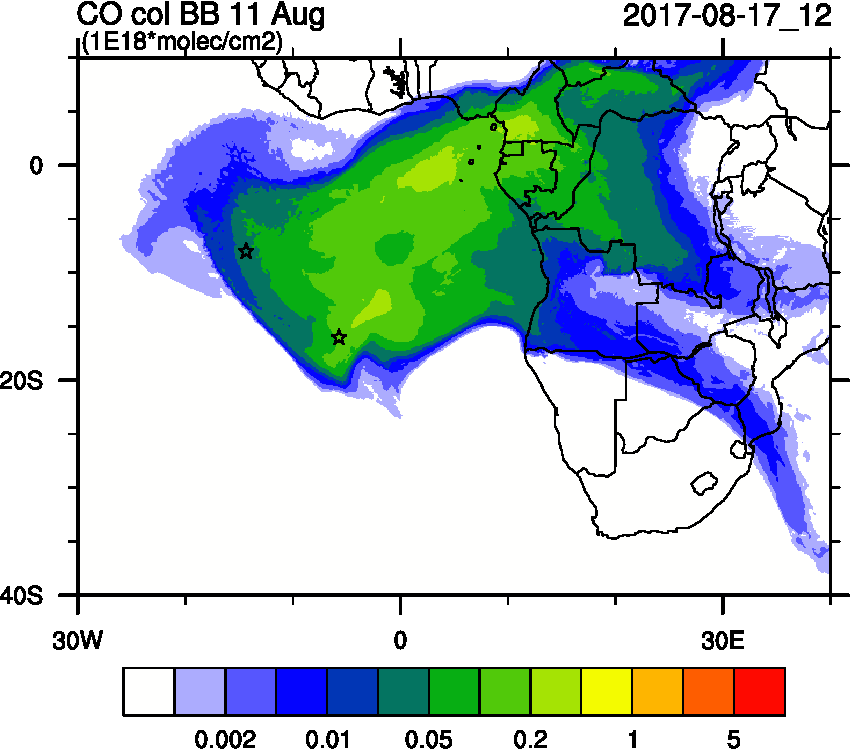 CO col BB 11 Aug
2017-08-17_12
(1E18*molec/cm2)
0
20S
40S
30W 0 30E
0.002 0.01 0.05 0.2 1 5